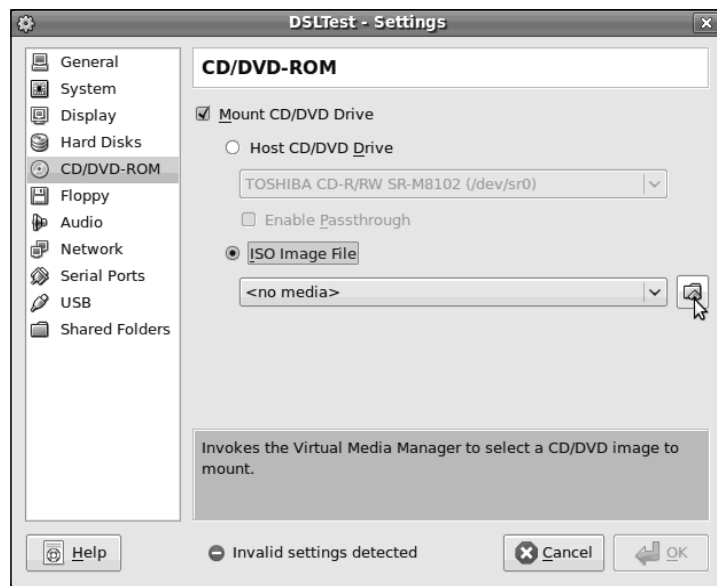 DSLTest - Settings
General
System
Display
Hard Disks
CD/DVD-ROM
Floppy
Audio
Network
Serial Ports
USB
Shared Folders
CD/DVD-ROM
Mount CD/DVD Drive
Host CD/DVD Drive
TOSHIBA CD-R/RW SR-M8102 (/dev/sr0)
Enable Passthrough
ISO Image File
<no media>
Invokes the Virtual Media Manager to select a CD/DVD image to
mount.
Help
Invalid settings detected
Cancel
OK